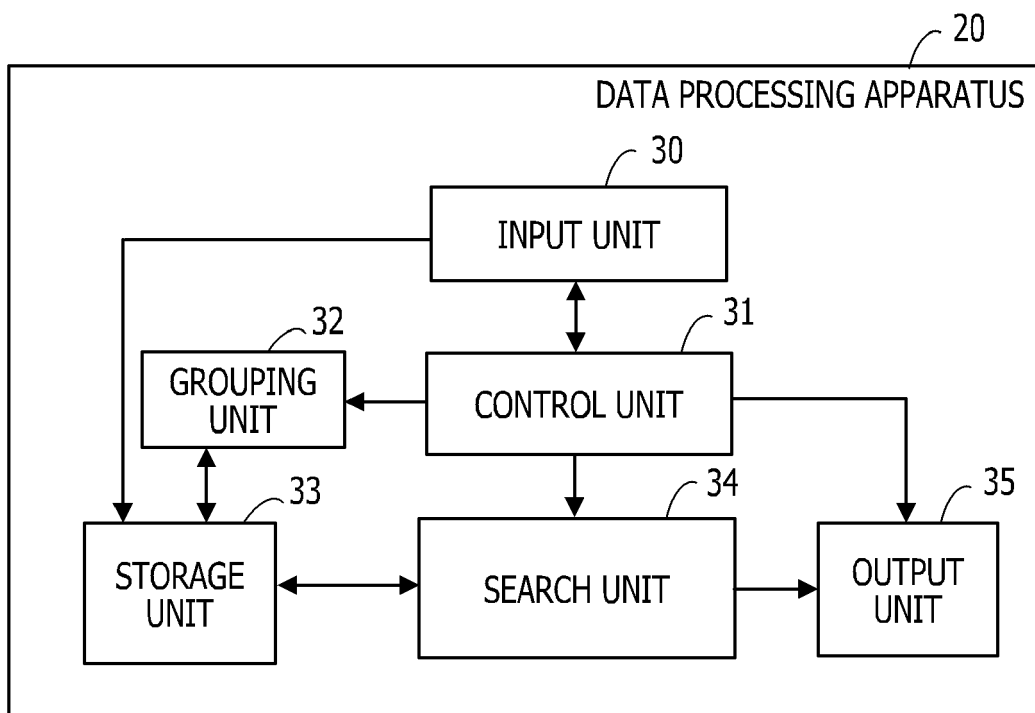 20
DATA PROCESSING APPARATUS
30
INPUT UNIT
31
CONTROL UNIT
32
GROUPING
UNIT
33
STORAGE
UNIT
34
SEARCH UNIT
35
OUTPUT
UNIT